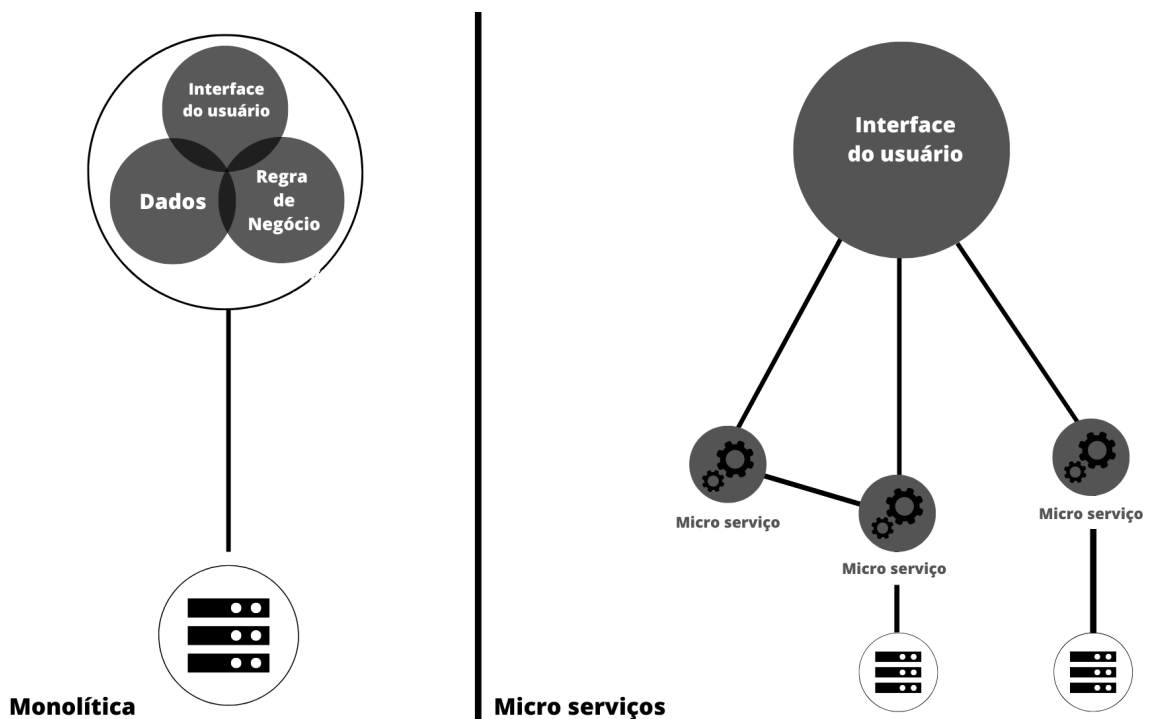 Interface
do usuário
Dados
Regra
de
Negócio
Monolítica
Interface
do usuário
Micro serviço
Micro serviço
Micro serviço
Micro serviços